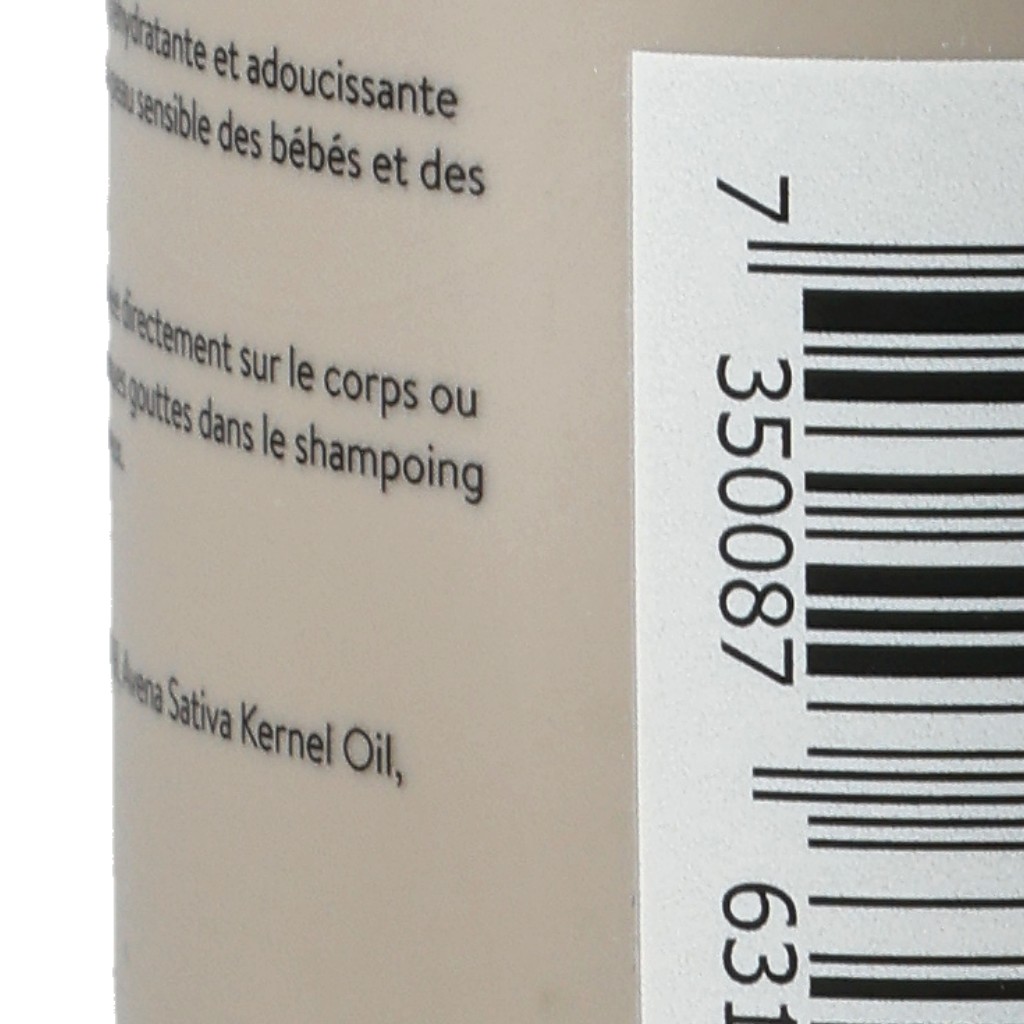 hydratante et adoucissante
peau sensible des bébés et des
directement sur le corps ou
gouttes dans le shampoing
Avena Sativa Kernel Oil,
7 350087 631